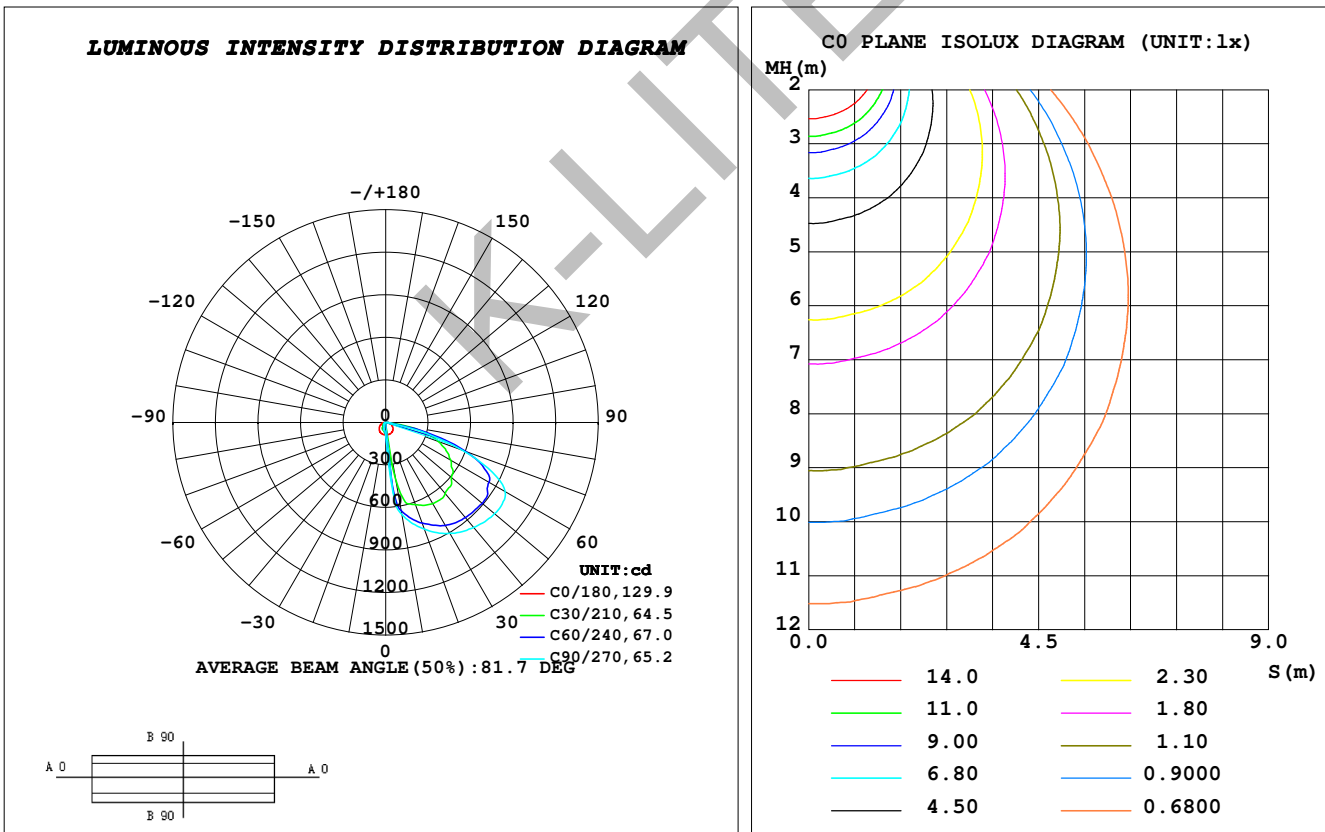 LUMINOUS INTENSITY DISTRIBUTION DIAGRAM
-/+180
-150
150
-120
120
-90
90
-60
60
-30
30
0
0
300
600
900
1200
1500
UNIT:cd
C0/180,129.9
C30/210,64.5
C60/240,67.0
C90/270,65.2
AVERAGE BEAM ANGLE(50%):81.7 DEG
B 90
A 0
A 0
B 90
K-LITE
C0 PLANE ISOLUX DIAGRAM (UNIT:lx)
MH(m)
2
3
4
5
6
7
8
9
10
11
12
0.0
4.5
9.0
S(m)
14.0
2.30
11.0
1.80
9.00
1.10
6.80
0.9000
4.50
0.6800